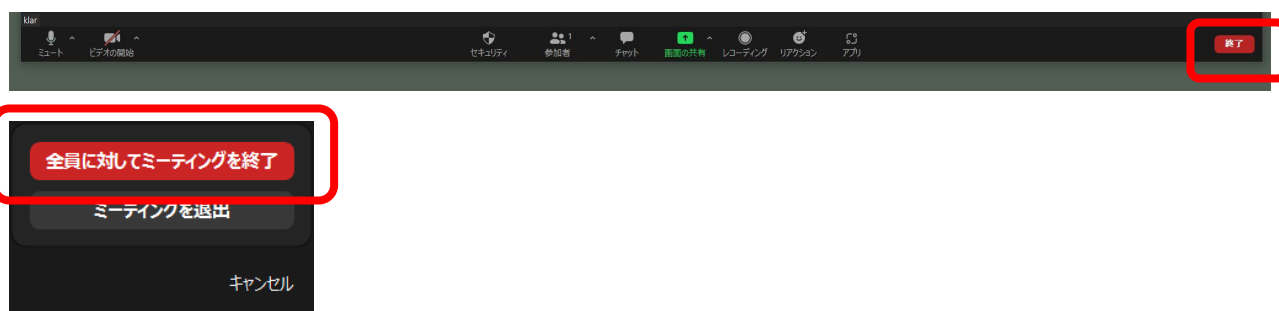 klar
ミュート ビデオの開始 セキュリティ 参加者 1 チャット 画面の共有 レコーディング リアクション アプリ 終了
全員に対してミーティングを終了
ミーティングを退出
キャンセル